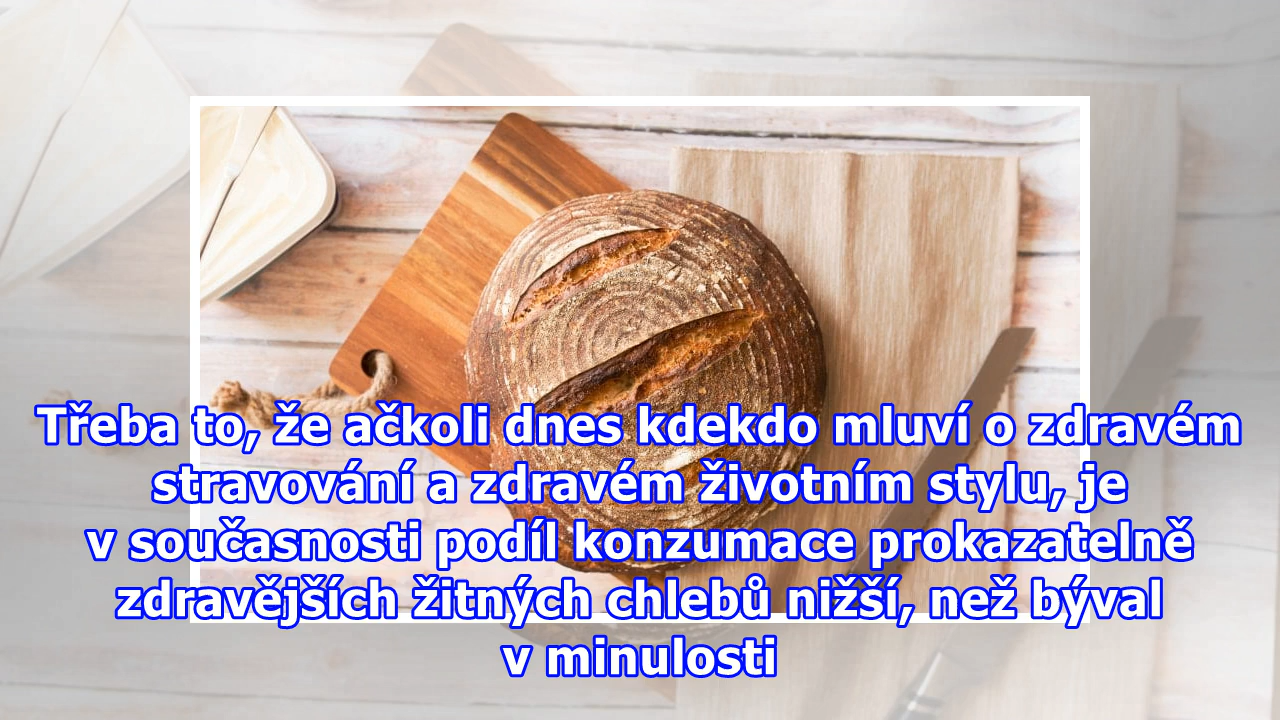 Třeba to, že ačkoli dnes kdekdo mluví o zdravém
stravování a zdravém životním stylu, je
v současnosti podíl konzumace prokazatelně
zdravějších žitných chlebů nižší, než býval
v minulosti